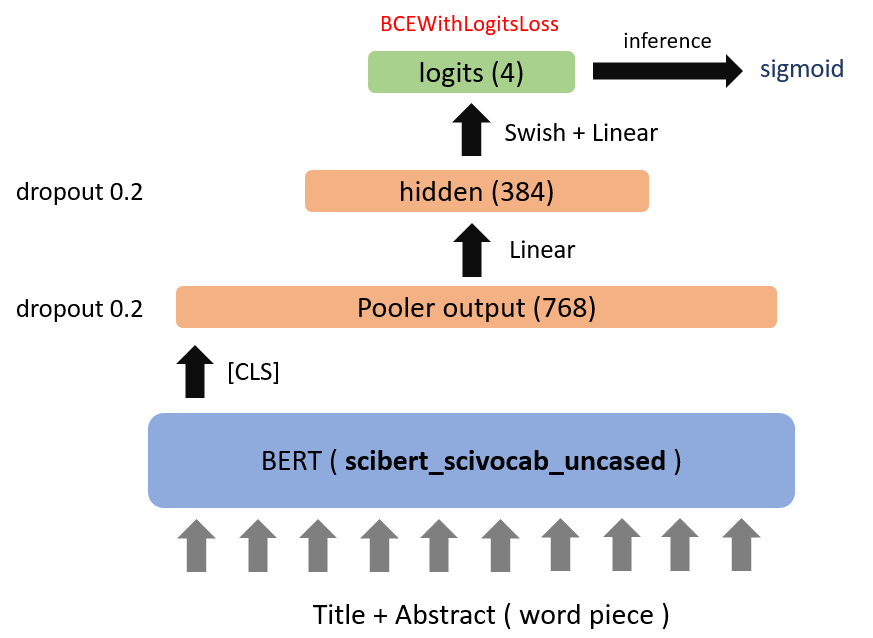 BCEWithLogitsLoss
logits (4)
inference
sigmoid
Swish + Linear
dropout 0.2
hidden (384)
Linear
dropout 0.2
Pooler output (768)
[CLS]
BERT ( scibert_scivocab_uncased )
Title + Abstract ( word piece )